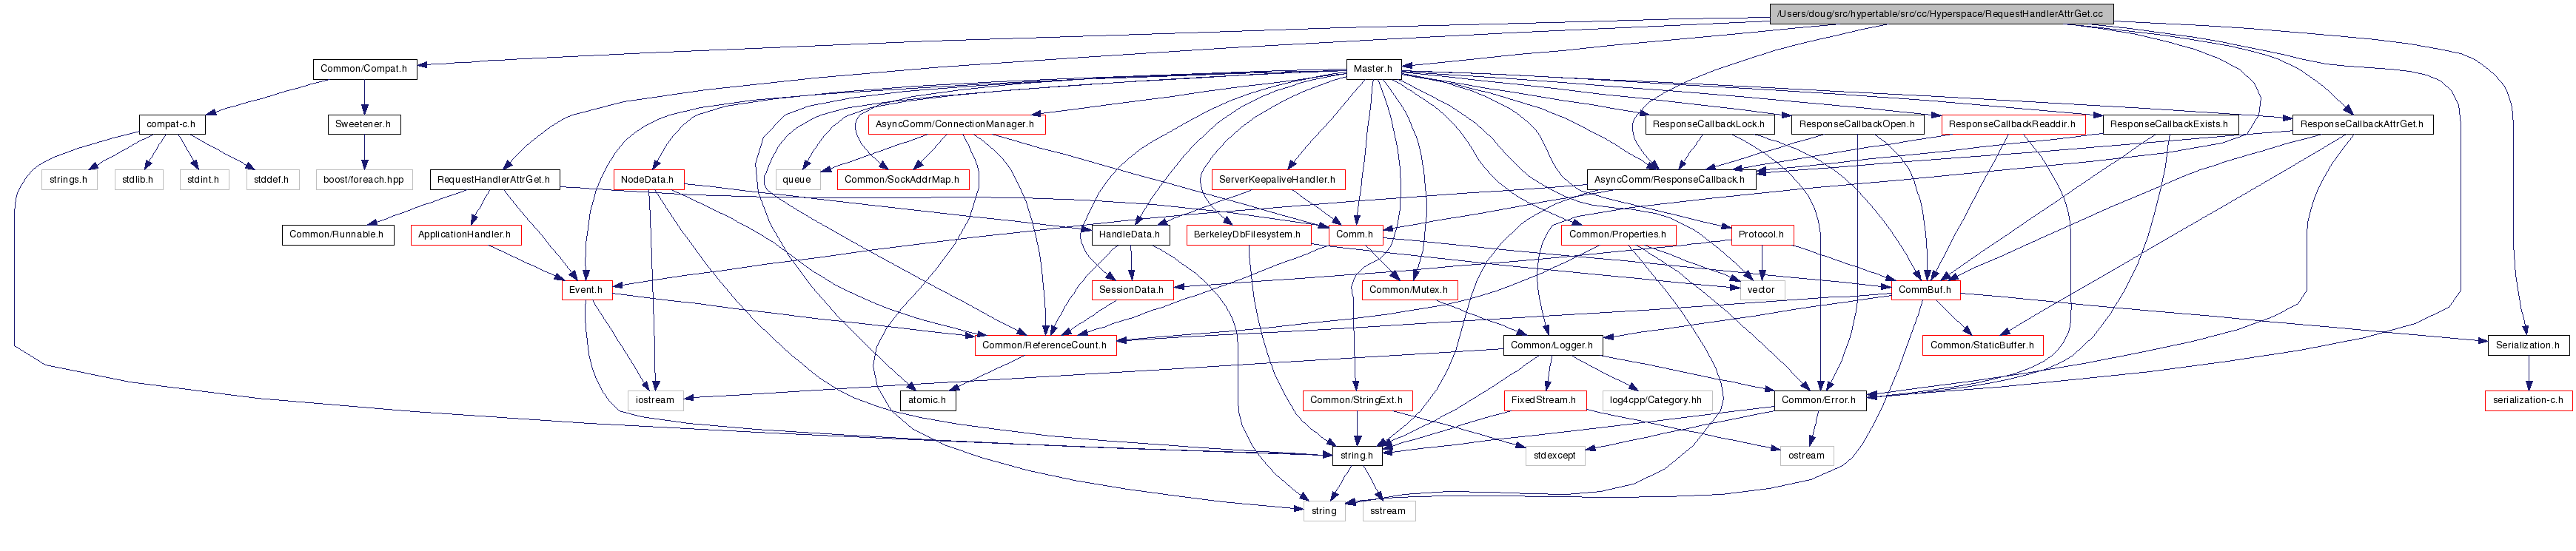 /Users/doug/src/hypertable/src/cc/Hyperspace/RequestHandlerAttrGet.cc
Common/Compat.h
Master.h
compat-c.h
Sweetener.h
AsyncComm/ConnectionManager.h
ResponseCallbackLock.h
ResponseCallbackOpen.h
ResponseCallbackReaddir.h
ResponseCallbackExists.h
ResponseCallbackAttrGet.h
strings.h
stdlib.h
stdint.h
stddef.h
boost/foreach.hpp
RequestHandlerAttrGet.h
NodeData.h
queue
Common/SockAddrMap.h
ServerKeepaliveHandler.h
AsyncComm/ResponseCallback.h
Common/Runnable.h
ApplicationHandler.h
HandleData.h
BerkeleyDbFilesystem.h
Comm.h
Common/Properties.h
Protocol.h
Event.h
SessionData.h
Common/Mutex.h
vector
CommBuf.h
Common/ReferenceCount.h
Common/Logger.h
Common/StaticBuffer.h
Serialization.h
iostream
atomic.h
Common/StringExt.h
FixedStream.h
log4cpp/Category.hh
Common/Error.h
serialization-c.h
string.h
stdexcept
ostream
string
sstream